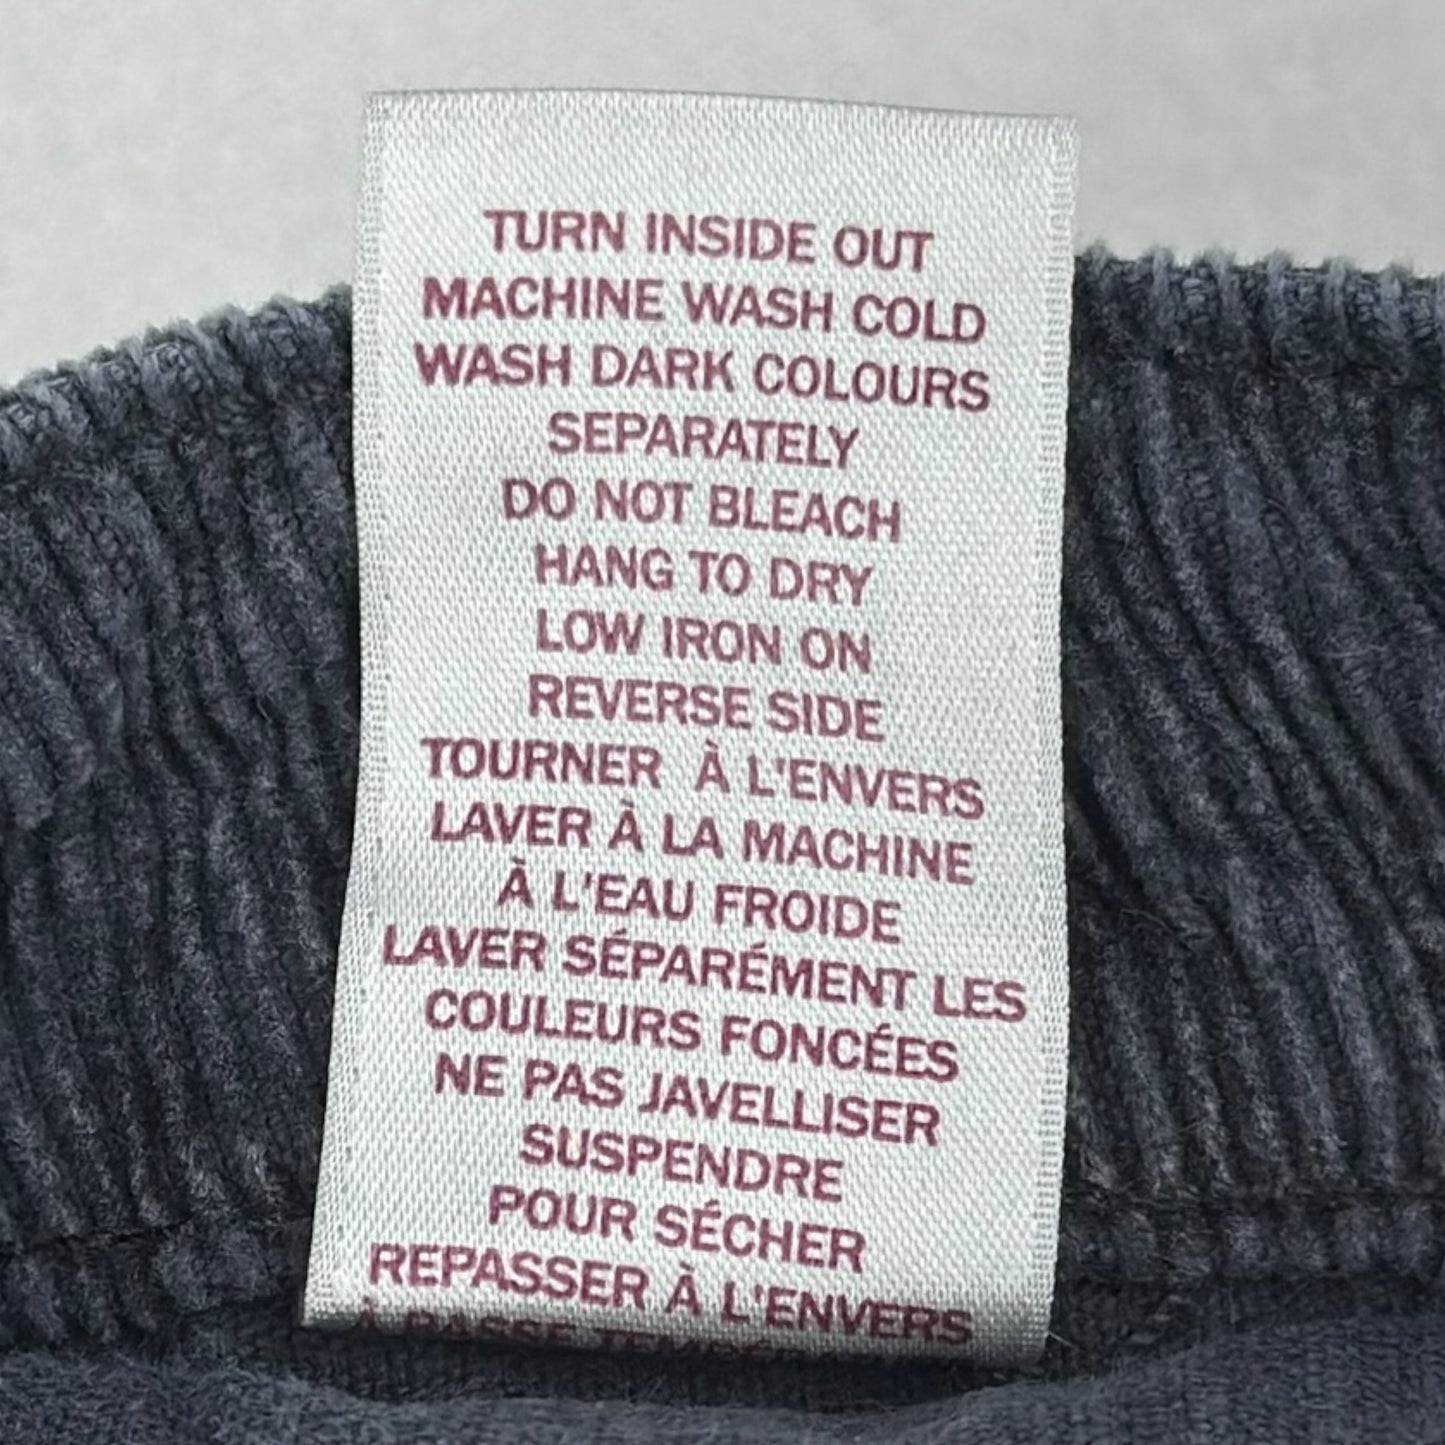 TURN INSIDE OUT
MACHINE WASH COLD
WASH DARK COLOURS
SEPARATELY
DO NOT BLEACH
HANG TO DRY
LOW IRON ON
REVERSE SIDE
TOURNER À L'ENVERS
LAVER À LA MACHINE
À L'EAU FROIDE
LAVER SÉPARÉMENT LES
COULEURS FONCÉES
NE PAS JAVELLISER
SUSPENDRE
POUR SÉCHER
REPASSER À L'ENVERS
À BASSE